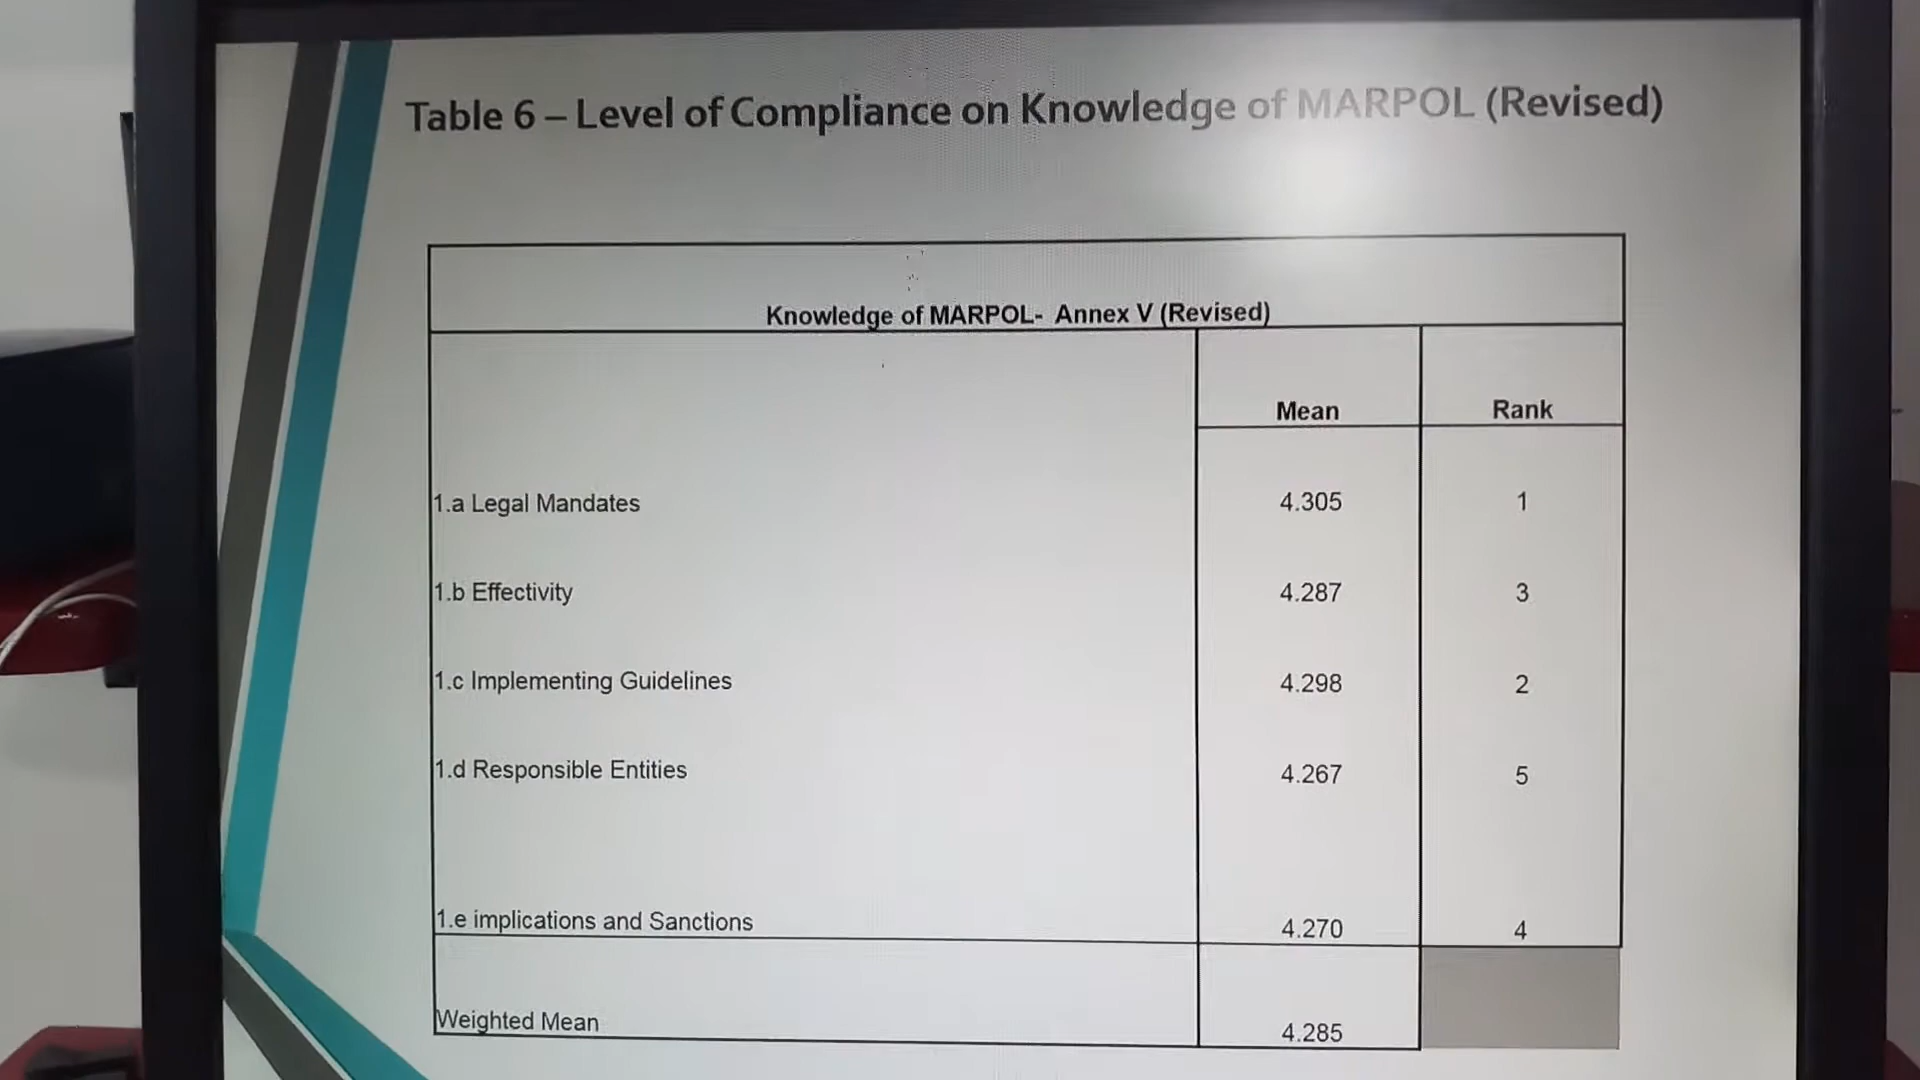 Table 6 – Level of Compliance on Knowledge of MARPOL (Revised)
Knowledge of MARPOL- Annex V (Revised)
Mean Rank
1.a Legal Mandates 4.305 1
1.b Effectivity 4.287 3
1.c Implementing Guidelines 4.298 2
1.d Responsible Entities 4.267 5
1.e implications and Sanctions 4.270 4
Weighted Mean 4.285